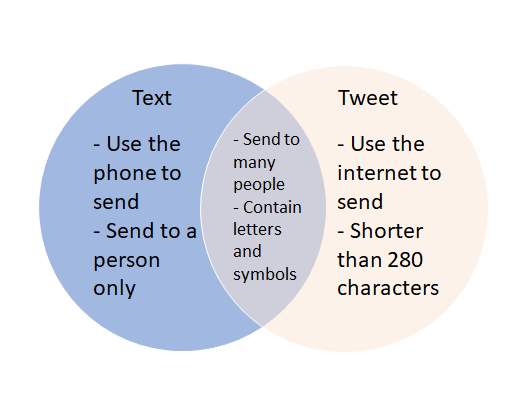 Text
- Use the
phone to
send
- Send to a
person
only
- Send to
many
people
- Contain
letters
and
symbols
Tweet
- Use the
internet to
send
- Shorter
than 280
characters